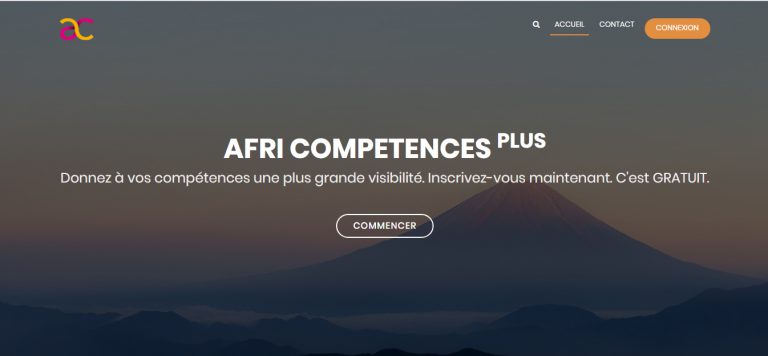 ac
ACCUEIL
CONTACT
CONNEXION
AFRI COMPETENCES PLUS
Donnez à vos compétences une plus grande visibilité. Inscrivez-vous maintenant. C'est GRATUIT.
COMMENCER